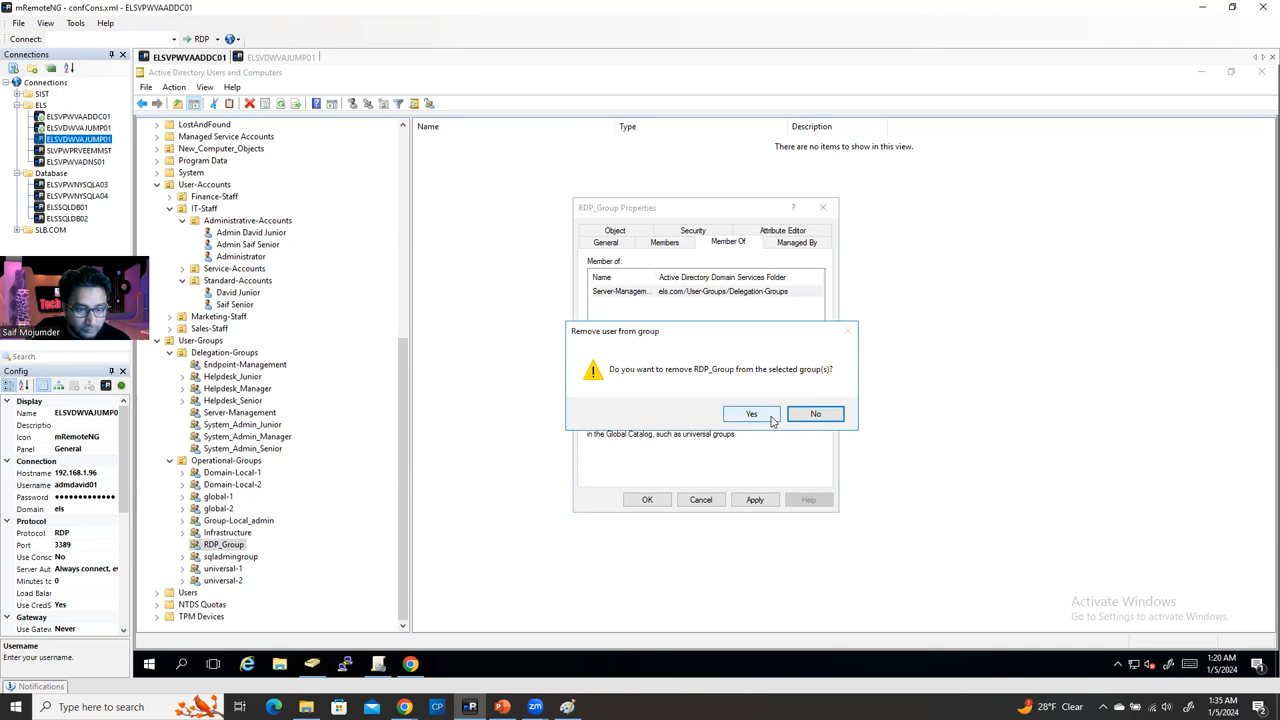 mRemoteNG - confCons.xml - ELSVPWVAADDC01
File View Tools Help
Connect: RDP
Connections
ELSVPWVAADDC01 ELSVDWVAJUMP01
Active Directory Users and Computers
File Action View Help
Connections
SIST
ELS
ELSVPWVAADDC01
ELSVDWVAJUMP01
ELSVDWVAJUMP01
SLVPWPRVEEMMST
ELSVPWVADNS01
Database
ELSVPWNYSQLA03
ELSVPWNYSQLA04
ELSSQLDB01
ELSSQLDB02
SLB.COM
Saif Mojumder
Search
Config
Display
Name ELSVDWVAJUMP0
Descriptio
Icon mRemoteNG
Panel General
Connection
Hostname 192.168.1.96
Username admdavid01
Password ••••••••••••
Domain els
Protocol
Protocol RDP
Port 3389
Use Consc No
Server Aut Always connect, ev
Minutes to 0
Load Balar
Use CredS Yes
Gateway
Use Gatew Never
Username
Enter your username.
Notifications
LostAndFound
Managed Service Accounts
New_Computer_Objects
Program Data
System
User-Accounts
Finance-Staff
IT-Staff
Administrative-Accounts
Admin David Junior
Admin Saif Senior
Administrator
Service-Accounts
Standard-Accounts
David Junior
Saif Senior
Marketing-Staff
Sales-Staff
User-Groups
Delegation-Groups
Endpoint-Management
Helpdesk_Junior
Helpdesk_Manager
Helpdesk_Senior
Server-Management
System_Admin_Junior
System_Admin_Manager
System_Admin_Senior
Operational-Groups
Domain-Local-1
Domain-Local-2
global-1
global-2
Group-Local_admin
Infrastructure
RDP_Group
sqladmingroup
universal-1
universal-2
Users
NTDS Quotas
TPM Devices
Name Type Description
There are no items to show in this view.
RDP_Group Properties ?
Object Security Attribute Editor
General Members Member Of Managed By
Member of:
Name Active Directory Domain Services Folder
Server-Managem... els.com/User-Groups/Delegation-Groups
Remove user from group
Do you want to remove RDP_Group from the selected group(s)?
Yes No
in the Global Catalog, such as universal groups.
OK Cancel Apply Help
Activate Windows
Go to Settings to activate Windows.
1:20 AM
1/5/2024
Type here to search
28°F Clear
1:35 AM
1/5/2024